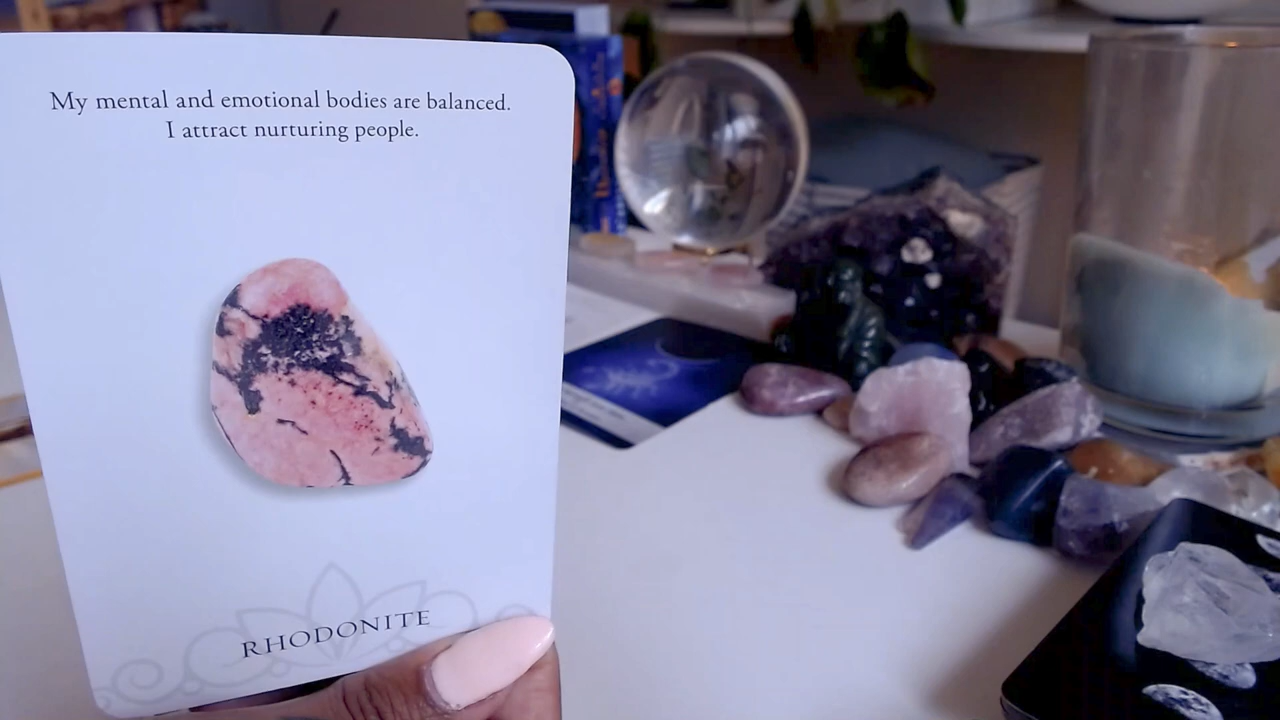 My mental and emotional bodies are balanced.
I attract nurturing people.
RHODONITE